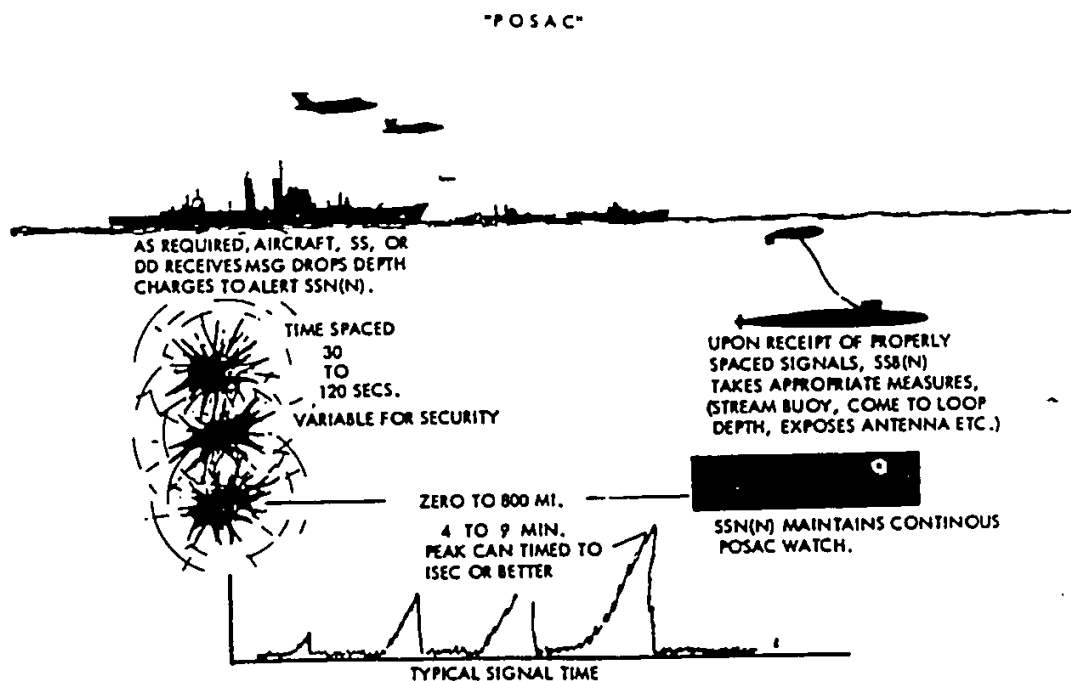 "POSAC"
AS REQUIRED, AIRCRAFT, SS, OR
DD RECEIVES MSG DROPS DEPTH
CHARGES TO ALERT SSN(N).
TIME SPACED
30
TO
120 SECS.
VARIABLE FOR SECURITY
UPON RECEIPT OF PROPERLY
SPACED SIGNALS, SSB(N)
TAKES APPROPRIATE MEASURES,
(STREAM BUOY, COME TO LOOP
DEPTH, EXPOSES ANTENNA ETC.)
ZERO TO 800 MI.
4 TO 9 MIN.
PEAK CAN TIMED TO
1SEC OR BETTER
SSN(N) MAINTAINS CONTINOUS
POSAC WATCH.
TYPICAL SIGNAL TIME